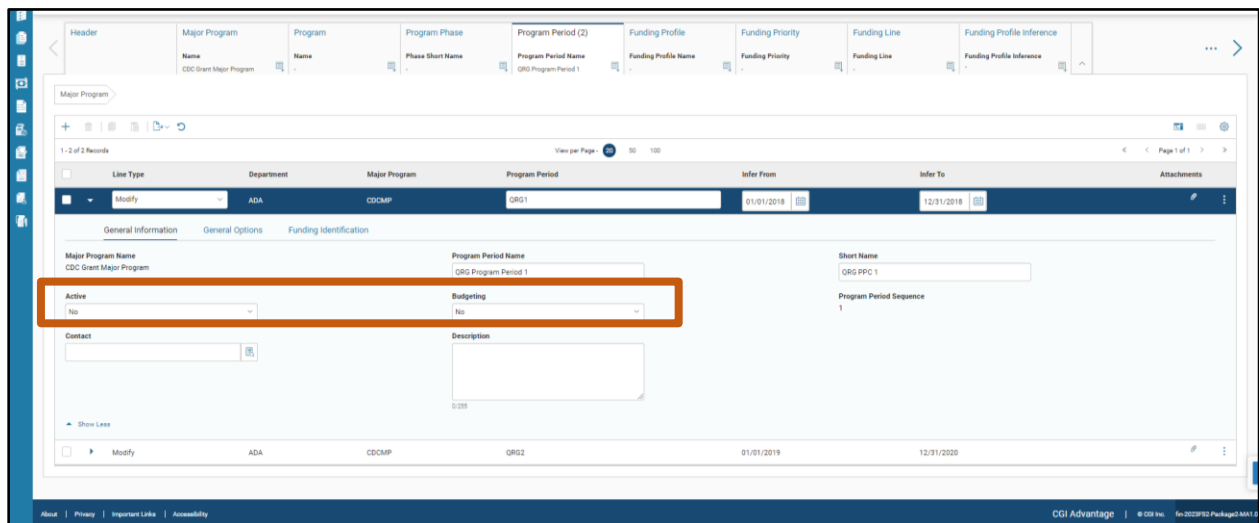 Header Major Program Program Program Phase Program Period (2) Funding Profile Funding Priority Funding Line Funding Profile Inference
Name Name Phase Short Name Program Period Name Funding Profile Name Funding Priority Funding Line Funding Profile Inference
CDC Grant Major Program - - QRG Program Period 1 - - - -
Major Program
1 - 2 of 2 Records View per Page - 20 50 100 Page 1 of 1
Line Type Department Major Program Program Period Infer From Infer To Attachments
Modify ADA CDCMP QRG1 01/01/2018 12/31/2018
General Information General Options Funding Identification
Major Program Name Program Period Name Short Name
CDC Grant Major Program QRG Program Period 1 QRG PPC 1
Active Budgeting Program Period Sequence
No No 1
Contact Description
0/255
Show Less
Modify ADA CDCMP QRG2 01/01/2019 12/31/2020
About | Privacy | Important Links | Accessibility CGI Advantage | © CGI Inc. fin-2023FS2-Package2-MA1.0